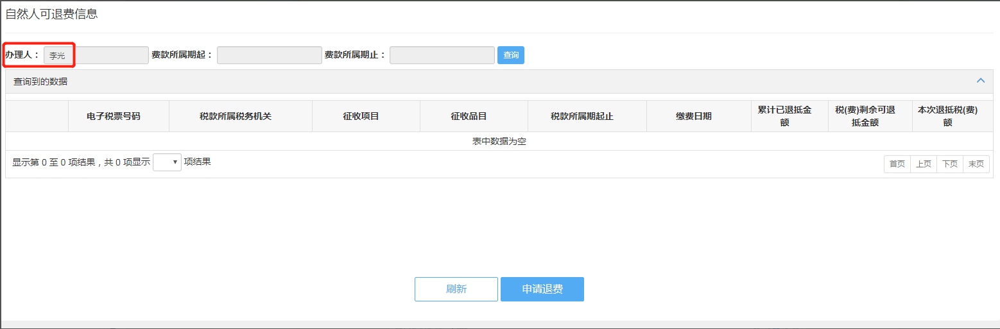 自然人可退费信息
办理人： 李光 费款所属期起： 费款所属期止： 查询
查询到的数据
电子税票号码 税款所属税务机关 征收项目 征收品目 税款所属期起止 缴费日期 累计已退抵金额 税(费)剩余可退抵金额 本次退抵税(费)额
表中数据为空
显示第 0 至 0 项结果，共 0 项显示 项结果 首页 上页 下页 末页
刷新 申请退费